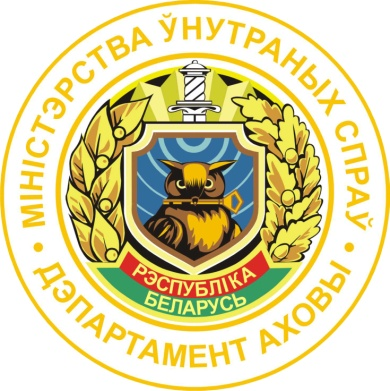 МІНІСТЭРСТВА ЎНУТРАНЫХ СПРАЎ
РЭСПУБЛІКА
БЕЛАРУСЬ
• ДЭПАРТАМЕНТ АХОВЫ •